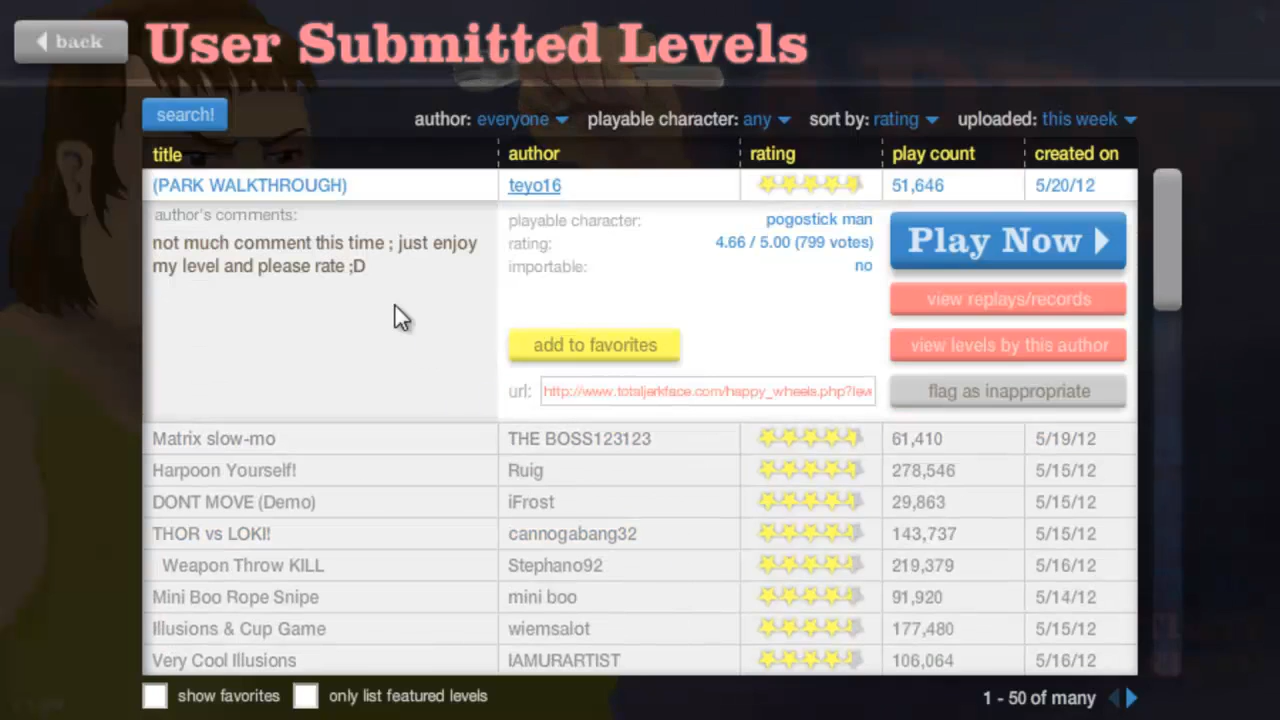 back
User Submitted Levels
search!
author: everyone playable character: any sort by: rating uploaded: this week
title author rating play count created on
(PARK WALKTHROUGH) teyo16 51,646 5/20/12
author's comments:
not much comment this time ; just enjoy
my level and please rate ;D
playable character: pogostick man
rating: 4.66 / 5.00 (799 votes)
importable: no
Play Now
view replays/records
add to favorites
view levels by this author
url: http://www.totaljerkface.com/happy_wheels.php?leve
flag as inappropriate
Matrix slow-mo THE BOSS123123 61,410 5/19/12
Harpoon Yourself! Ruig 278,546 5/15/12
DONT MOVE (Demo) iFrost 29,863 5/15/12
THOR vs LOKI! cannogabang32 143,737 5/15/12
Weapon Throw KILL Stephano92 219,379 5/16/12
Mini Boo Rope Snipe mini boo 91,920 5/14/12
Illusions & Cup Game wiemsalot 177,480 5/15/12
Very Cool Illusions IAMURARTIST 106,064 5/16/12
show favorites only list featured levels 1 - 50 of many